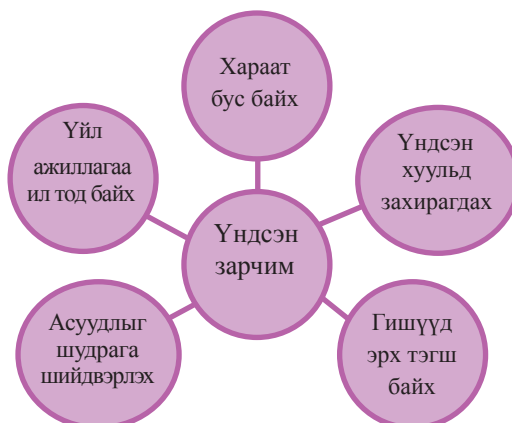 Хараат
бус байх
Үйл
ажиллагаа
ил тод байх
Үндсэн
хуульд
захирагдах
Үндсэн
зарчим
Асуудлыг
шудрага
шийдвэрлэх
Гишүүд
эрх тэгш
байх